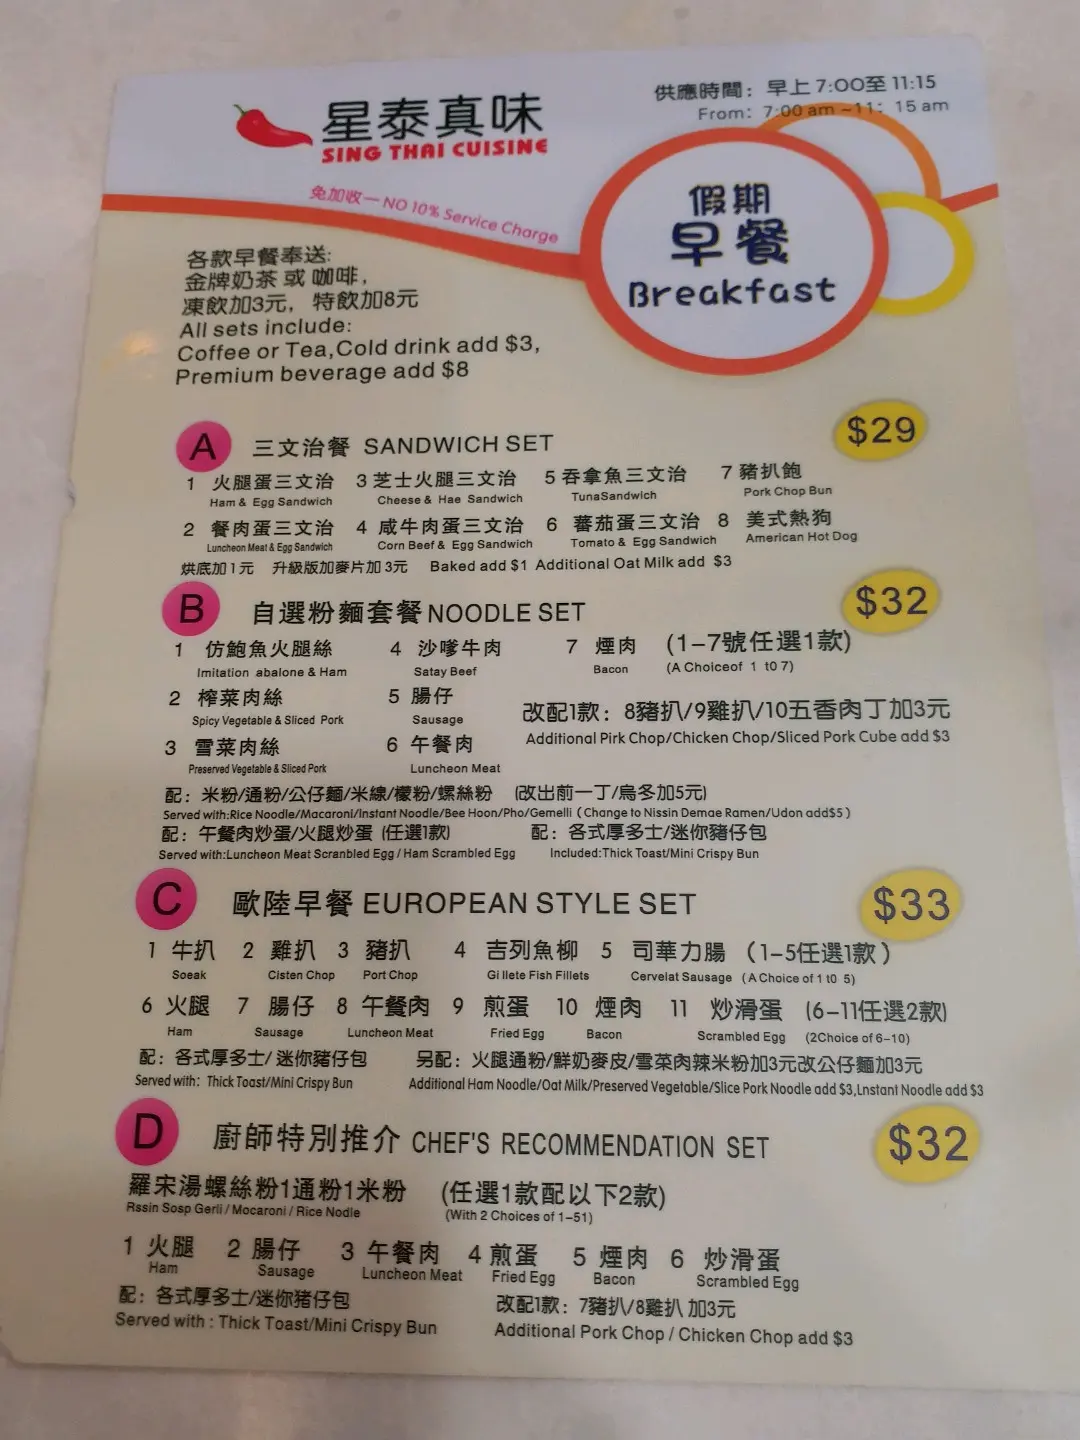 星泰真味
SING THAI CUISINE
供應時間：早上 7:00至 11:15
From: 7:00 am ~11: 15 am
免加收一 NO 10% Service Charge
假期
早餐
Breakfast
各款早餐奉送:
金牌奶茶 或 咖啡，
凍飲加3元， 特飲加8元
All sets include:
Coffee or Tea,Cold drink add $3,
Premium beverage add $8
A 三文治餐 SANDWICH SET $29
1 火腿蛋三文治 3 芝士火腿三文治 5 吞拿魚三文治 7 豬扒飽
Ham & Egg Sandwich Cheese & Hae Sandwich TunaSandwich Pork Chop Bun
2 餐肉蛋三文治 4 咸牛肉蛋三文治 6 蕃茄蛋三文治 8 美式熱狗
Luncheon Meat & Egg Sandwich Corn Beef & Egg Sandwich Tomato & Egg Sandwich American Hot Dog
烘底加1元 升級版加麥片加 3元 Baked add $1 Additional Oat Milk add $3
B 自選粉麵套餐 NOODLE SET $32
1 仿鮑魚火腿絲 4 沙嗲牛肉 7 煙肉 (1-7號任選1款)
Imitation abalone & Ham Satay Beef Bacon (A Choiceof 1 to 7)
2 榨菜肉絲 5 腸仔
Spicy Vegetable & Sliced Pork Sausage
改配1款：8豬扒/9雞扒/10五香肉丁加3元
Additional Pirk Chop/Chicken Chop/Sliced Pork Cube add $3
3 雪菜肉絲 6 午餐肉
Preserved Vegetable & Sliced Pork Luncheon Meat
配：米粉/通粉/公仔麵/米線/檬粉/螺絲粉 (改出前一丁/烏冬加5元)
Served with:Rice Noodle/Macaroni/Instant Noodle/Bee Hoon/Pho/Gemelli ( Change to Nissin Demae Ramen/Udon add$5 )
配：午餐肉炒蛋/火腿炒蛋 (任選1款) 配：各式厚多士/迷你豬仔包
Served with:Luncheon Meat Scranbled Egg / Ham Scrambled Egg Included:Thick Toast/Mini Crispy Bun
C 歐陸早餐 EUROPEAN STYLE SET $33
1 牛扒 2 雞扒 3 豬扒 4 吉列魚柳 5 司華力腸 (1-5任選1款 )
Soeak Cisten Chop Port Chop Gi llete Fish Fillets Cervelat Sausage ( A Choice of 1 to 5)
6 火腿 7 腸仔 8 午餐肉 9 煎蛋 10 煙肉 11 炒滑蛋 (6-11任選2款)
Ham Sausage Luncheon Meat Fried Egg Bacon Scrambled Egg (2Choice of 6-10)
配：各式厚多士/ 迷你豬仔包 另配：火腿通粉/鮮奶麥皮/雪菜肉辣米粉加3元改公仔麵加3元
Served with: Thick Toast/Mini Crispy Bun Additional Ham Noodle/Oat Milk/Preserved Vegetable/Slice Pork Noodle add $3,Lnstant Noodle add $3
D 廚師特別推介 CHEF'S RECOMMENDATION SET $32
羅宋湯螺絲粉1通粉1米粉 (任選1款配以下2款)
Rssin Sosp Gerli / Mocaroni / Rice Nodle (With 2 Choices of 1-51)
1 火腿 2 腸仔 3 午餐肉 4 煎蛋 5 煙肉 6 炒滑蛋
Ham Sausage Luncheon Meat Fried Egg Bacon Scrambled Egg
配：各式厚多士/迷你猪仔包 改配1款：7豬扒/8雞扒 加3元
Served with : Thick Toast/Mini Crispy Bun Additional Pork Chop / Chicken Chop add $3